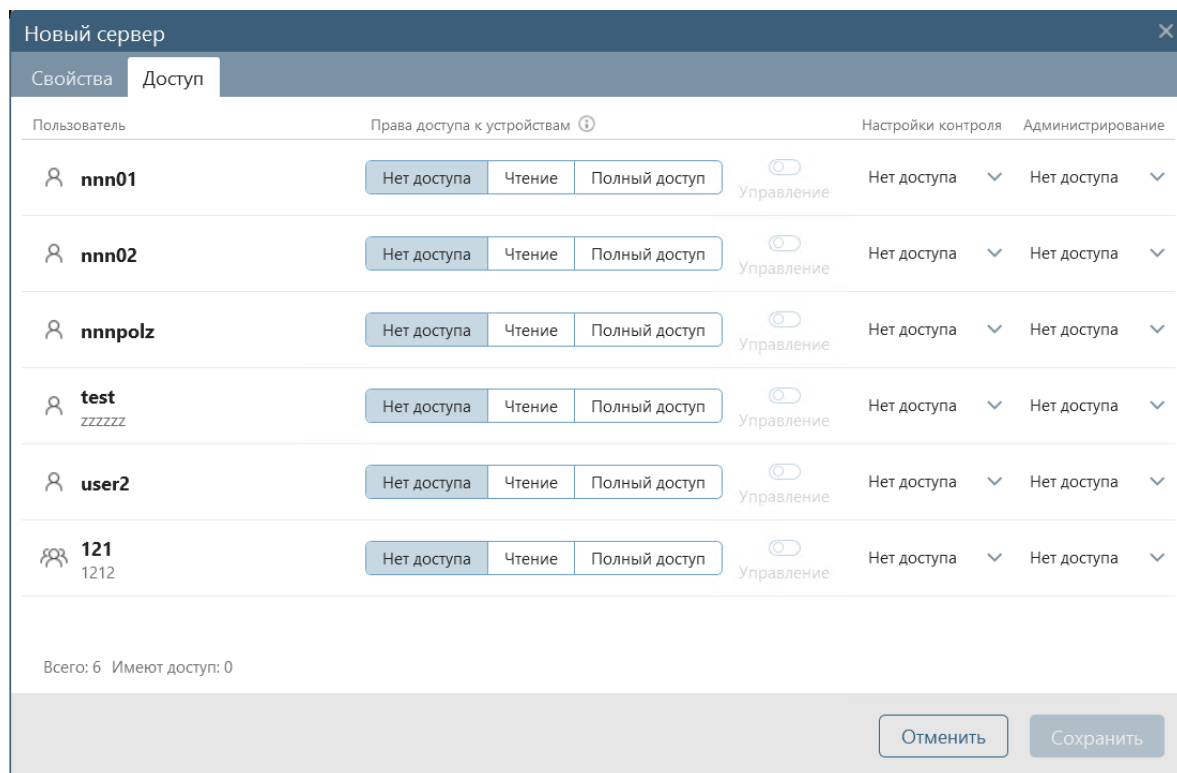 Новый сервер
Свойства Доступ
Пользователь Права доступа к устройствам Настройки контроля Администрирование
nnn01 Нет доступа Чтение Полный доступ Управление Нет доступа Нет доступа
nnn02 Нет доступа Чтение Полный доступ Управление Нет доступа Нет доступа
nnnpolz Нет доступа Чтение Полный доступ Управление Нет доступа Нет доступа
test Нет доступа Чтение Полный доступ Управление Нет доступа Нет доступа
zzzzzz
user2 Нет доступа Чтение Полный доступ Управление Нет доступа Нет доступа
121 Нет доступа Чтение Полный доступ Управление Нет доступа Нет доступа
1212
Всего: 6 Имеют доступ: 0
Отменить Сохранить